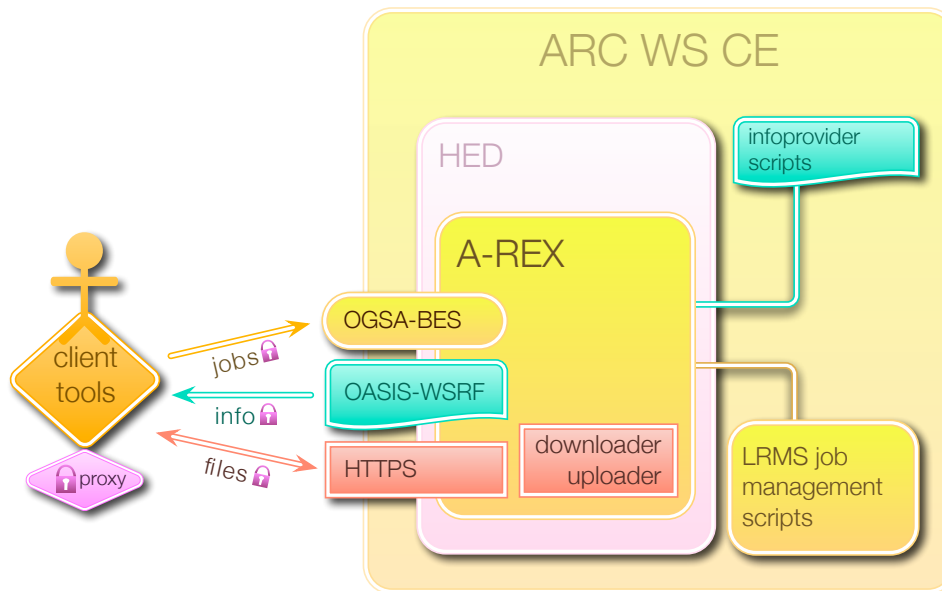 ARC WS CE
HED
infoprovider
scripts
A-REX
OGSA-BES
client
tools
jobs
OASIS-WSRF
info
files
HTTPS
downloader
uploader
LRMS job
management
scripts
proxy